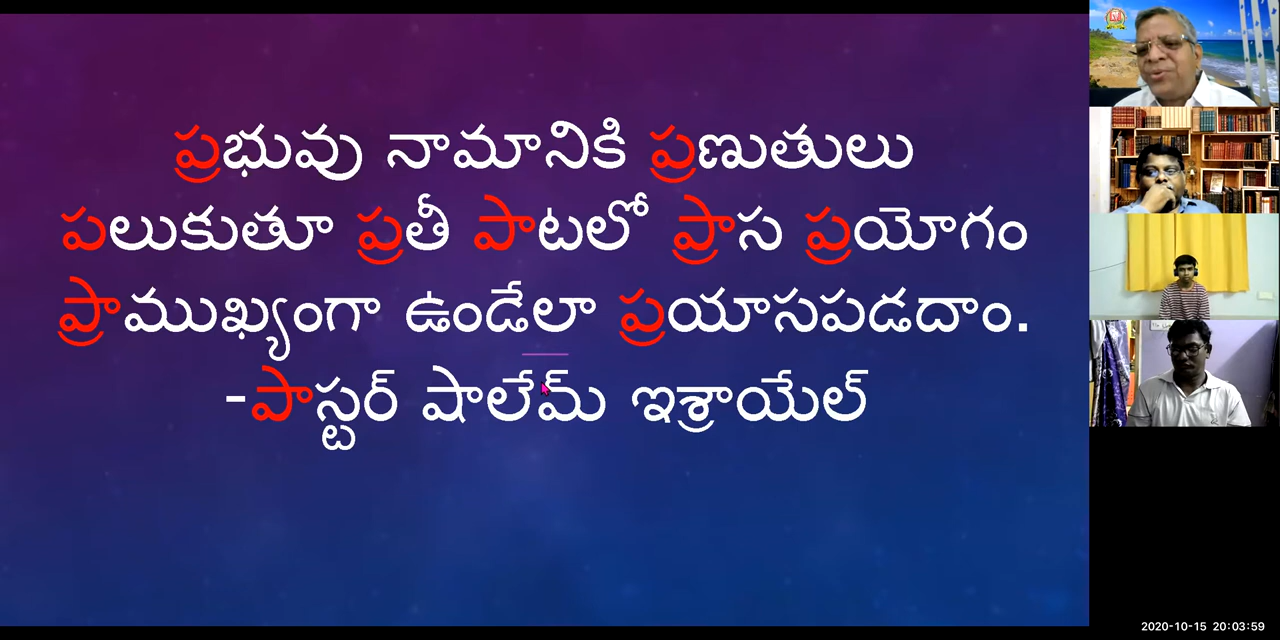 ప్రభువు నామానికి ప్రణుతులు
పలుకుతూ ప్రతీ పాటలో ప్రాస ప్రయోగం
ప్రాముఖ్యంగా ఉండేలా ప్రయాసపడదాం.
-పాస్టర్ షాలేమ్ ఇశ్రాయేల్
2020-10-15 20:03:59